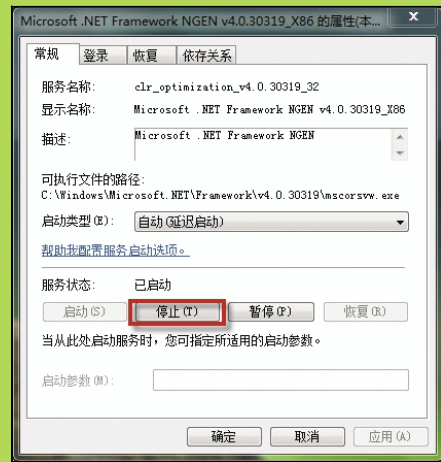 Microsoft .NET Framework NGEN v4.0.30319_X86 的属性(本...
常规 登录 恢复 依存关系
服务名称: clr_optimization_v4.0.30319_32
显示名称: Microsoft .NET Framework NGEN v4.0.30319_X86
描述: Microsoft .NET Framework NGEN
可执行文件的路径:
C:\Windows\Microsoft.NET\Framework\v4.0.30319\mscorsvw.exe
启动类型(E): 自动(延迟启动)
帮助我配置服务启动选项。
服务状态: 已启动
启动(S) 停止(T) 暂停(P) 恢复(R)
当从此处启动服务时，您可指定所适用的启动参数。
启动参数(M):
确定 取消 应用(A)